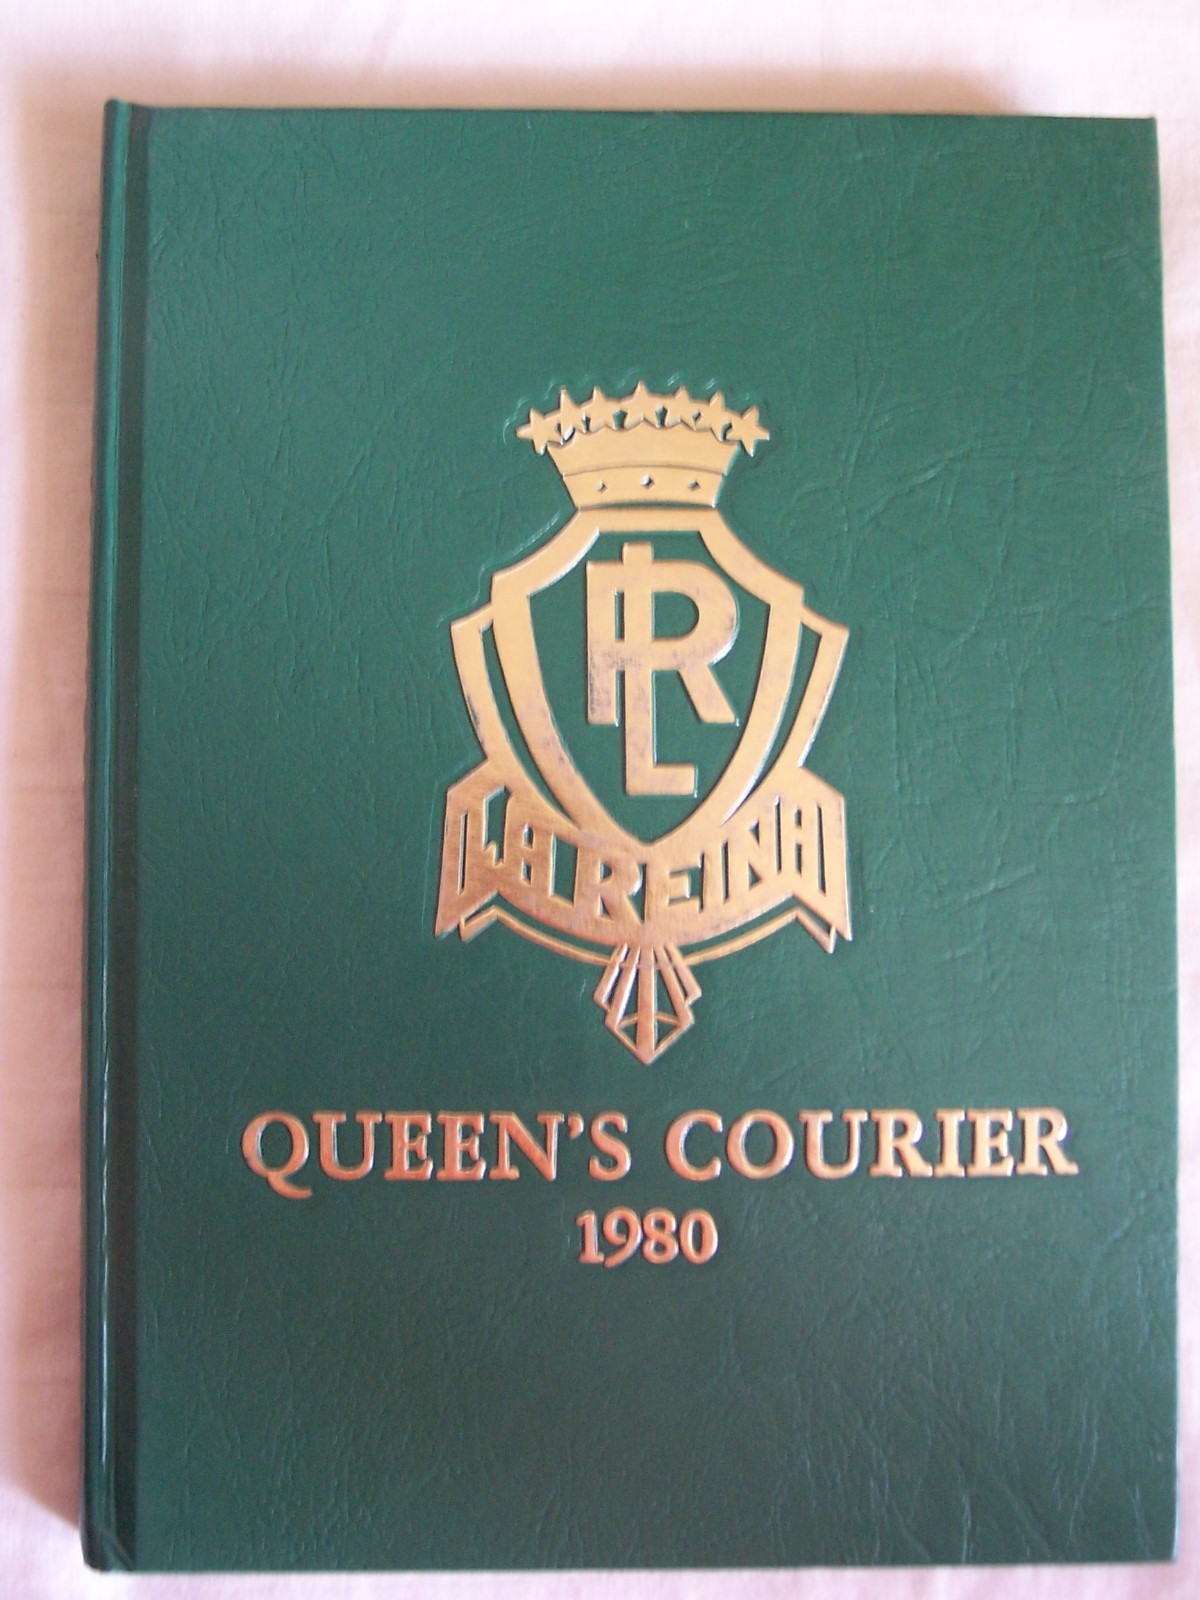 RL
LA REINA
QUEEN'S COURIER
1980